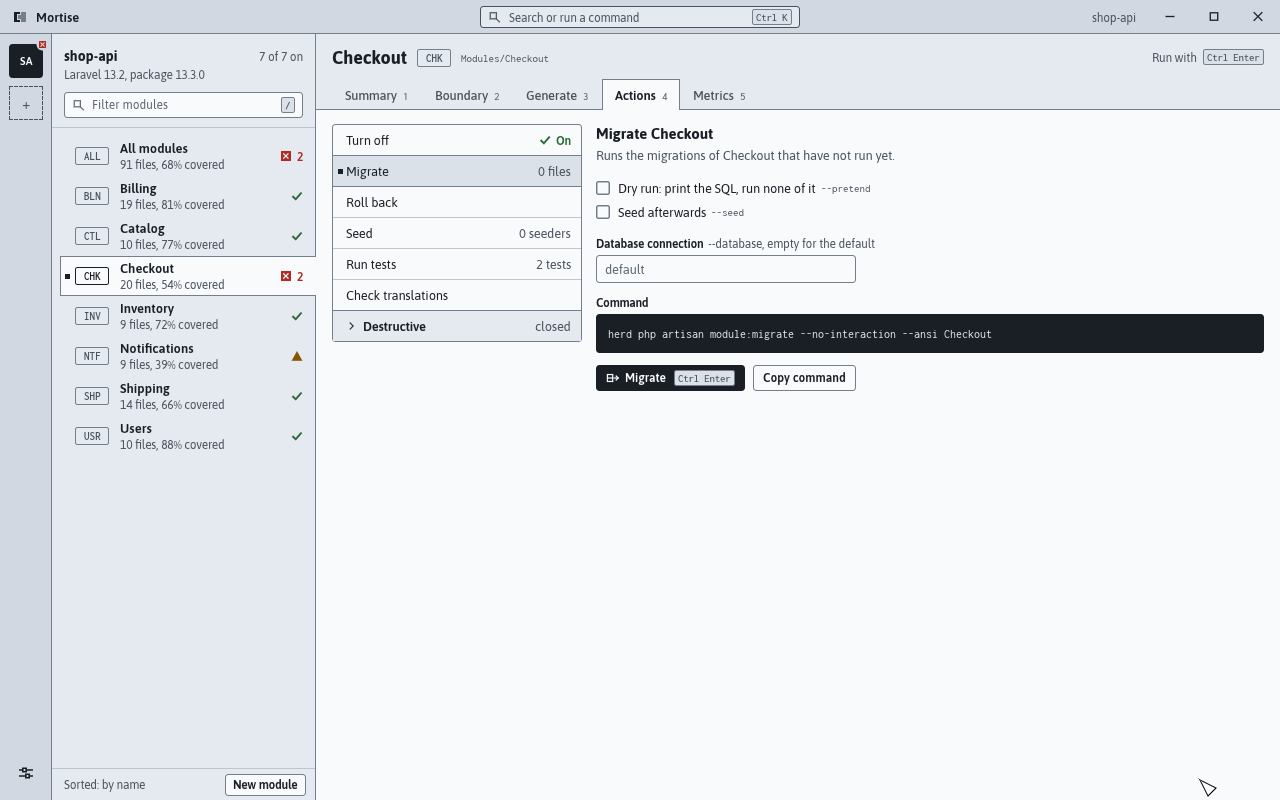 Mortise
Search or run a command
Ctrl K
shop-api
SA
+
shop-api
7 of 7 on
Laravel 13.2, package 13.3.0
Filter modules
/
ALL
All modules
91 files, 68% covered
2
BLN
Billing
19 files, 81% covered
CTL
Catalog
10 files, 77% covered
CHK
Checkout
20 files, 54% covered
2
INV
Inventory
9 files, 72% covered
NTF
Notifications
9 files, 39% covered
SHP
Shipping
14 files, 66% covered
USR
Users
10 files, 88% covered
Sorted: by name
New module
Checkout
CHK
Modules/Checkout
Run with
Ctrl Enter
Summary 1
Boundary 2
Generate 3
Actions 4
Metrics 5
Turn off
On
Migrate
0 files
Roll back
Seed
0 seeders
Run tests
2 tests
Check translations
Destructive
closed
Migrate Checkout
Runs the migrations of Checkout that have not run yet.
Dry run: print the SQL, run none of it --pretend
Seed afterwards --seed
Database connection --database, empty for the default
default
Command
herd php artisan module:migrate --no-interaction --ansi Checkout
Migrate
Ctrl Enter
Copy command